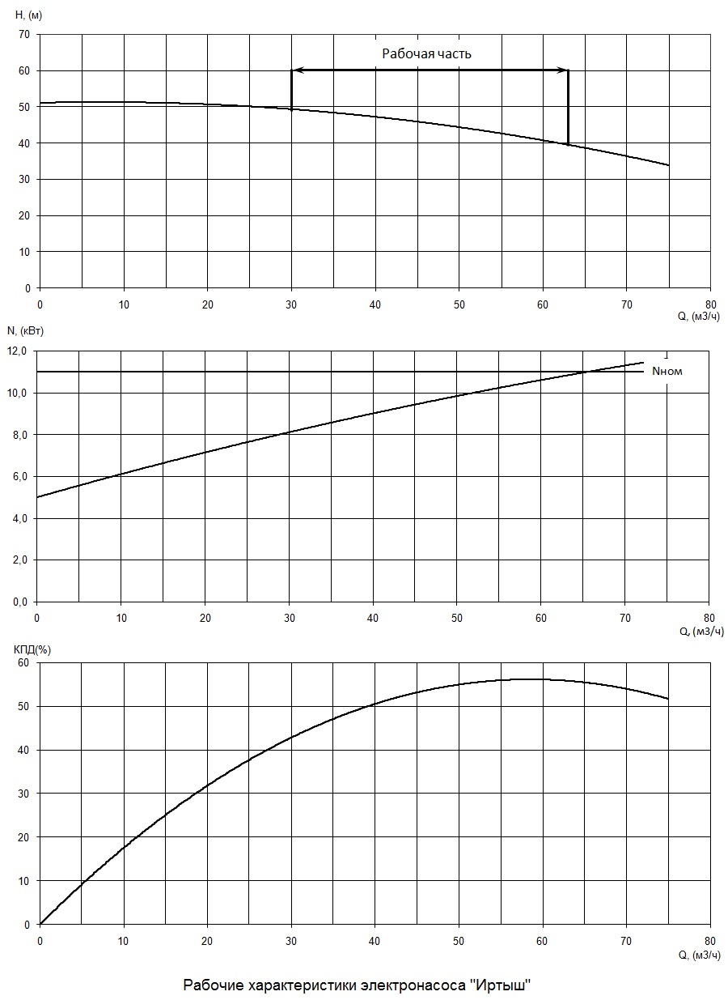 H, (м)
70
Рабочая часть
60
50
40
30
20
10
0
0 10 20 30 40 50 60 70 80
Q, (м3/ч)
N, (кВт)
12,0
Nном
10,0
8,0
6,0
4,0
2,0
0,0
0 10 20 30 40 50 60 70 80
Q, (м3/ч)
КПД(%)
60
50
40
30
20
10
0
0 10 20 30 40 50 60 70 80
Q, (м3/ч)
Рабочие характеристики электронасоса "Иртыш"